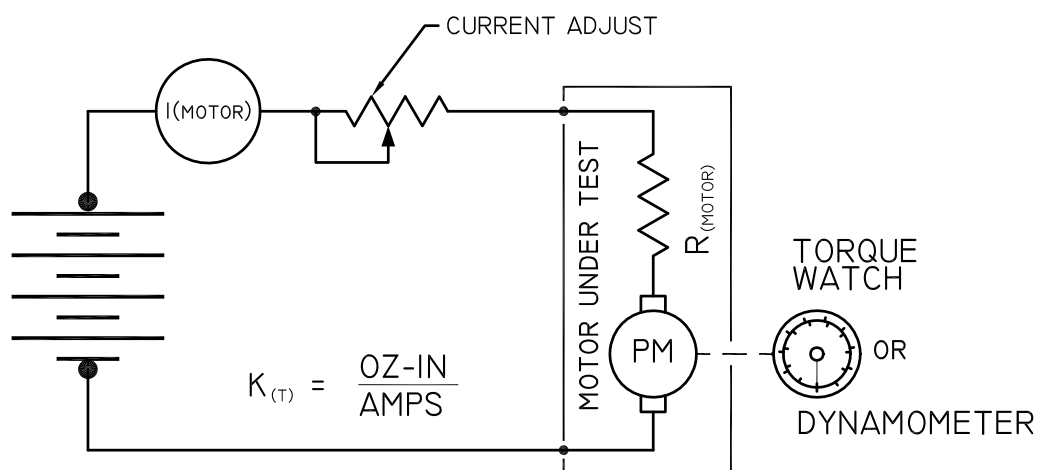 CURRENT ADJUST
I(MOTOR)
MOTOR UNDER TEST
R(MOTOR)
TORQUE
WATCH
PM
OR
K(T) = OZ-IN
AMPS
DYNAMOMETER